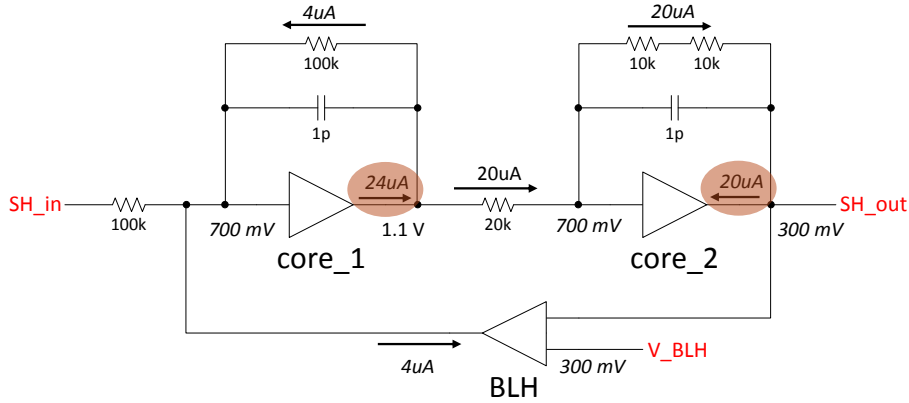 4uA
20uA
100k
10k
10k
1p
1p
24uA
20uA
20uA
SH_in
SH_out
100k
700 mV
1.1 V
20k
700 mV
300 mV
core_1
core_2
V_BLH
4uA
300 mV
BLH